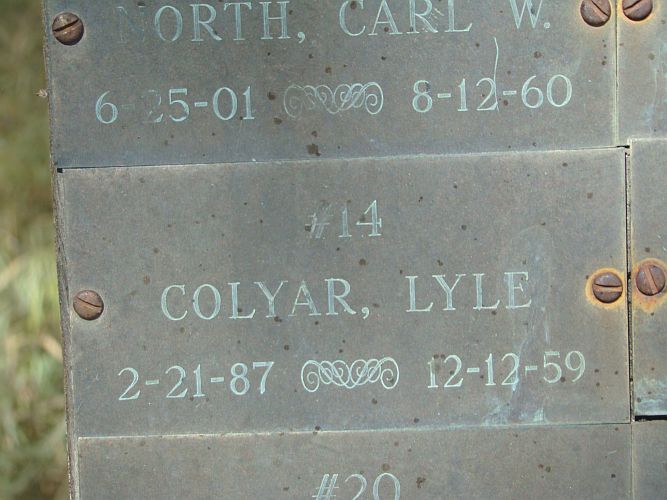 NORTH, CARL W.
6-25-01 8-12-60
#14
COLYAR, LYLE
2-21-87 12-12-59
#20